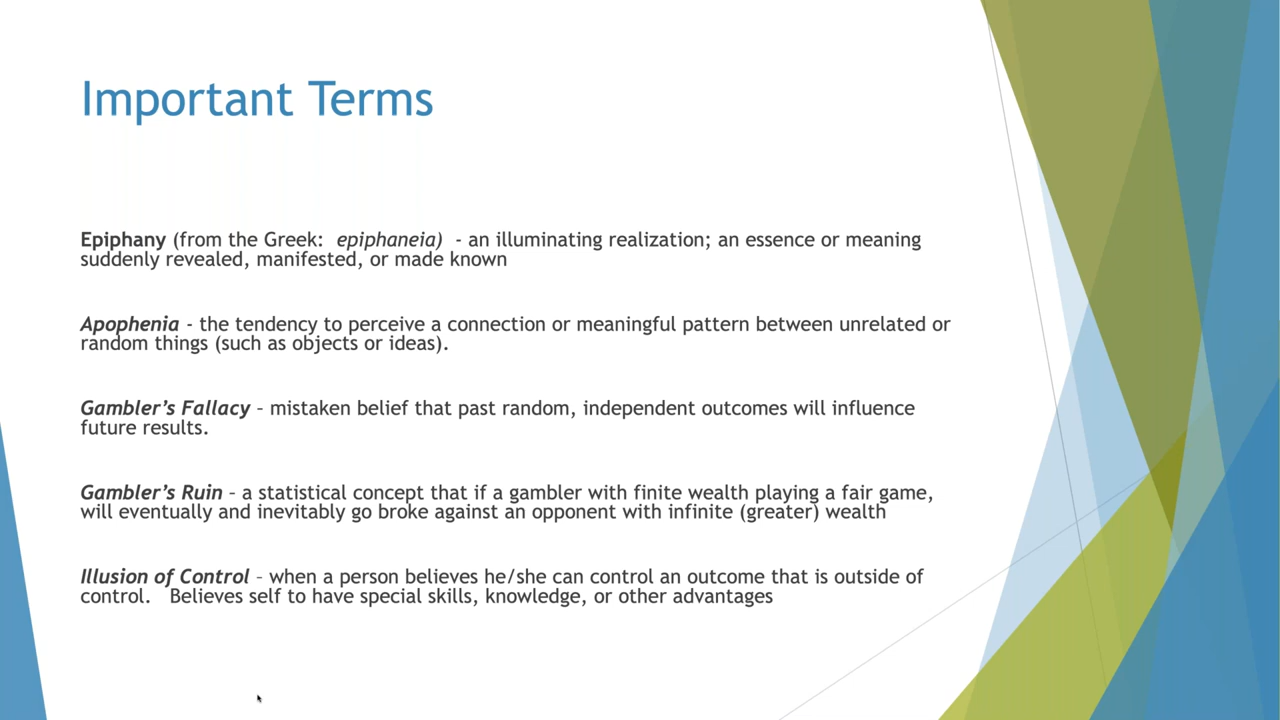 Important Terms
Epiphany (from the Greek:  epiphaneia)  - an illuminating realization; an essence or meaning
suddenly revealed, manifested, or made known
Apophenia - the tendency to perceive a connection or meaningful pattern between unrelated or
random things (such as objects or ideas).
Gambler’s Fallacy – mistaken belief that past random, independent outcomes will influence
future results.
Gambler’s Ruin – a statistical concept that if a gambler with finite wealth playing a fair game,
will eventually and inevitably go broke against an opponent with infinite (greater) wealth
Illusion of Control – when a person believes he/she can control an outcome that is outside of
control.   Believes self to have special skills, knowledge, or other advantages